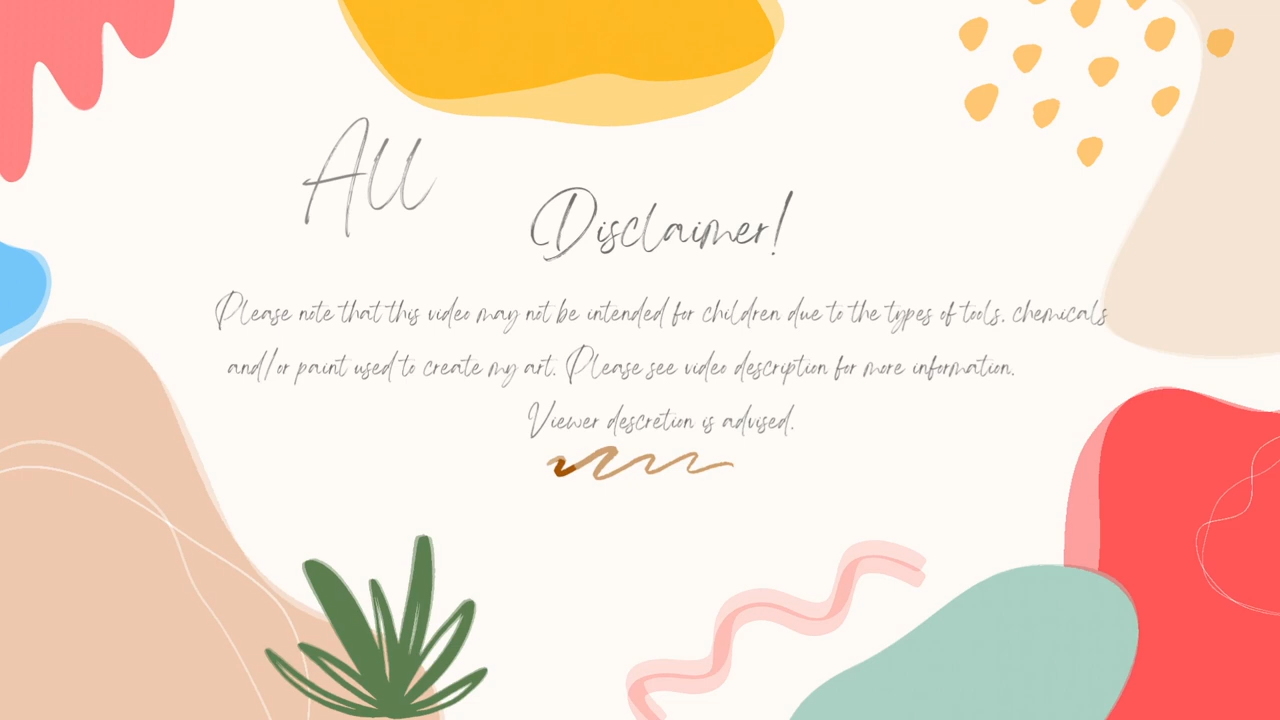 All
Disclaimer!
Please note that this video may not be intended for children due to the types of tools, chemicals
and/or paint used to create my art. Please see video description for more information.
Viewer descretion is advised.